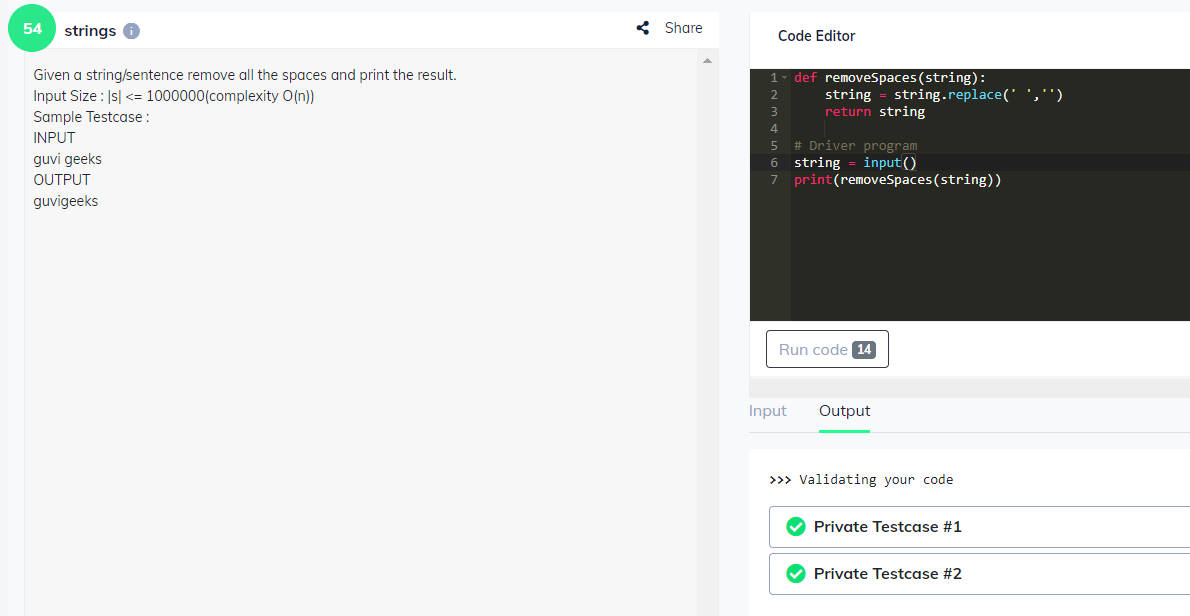 54
strings i
Share
Given a string/sentence remove all the spaces and print the result.
Input Size : |s| <= 1000000(complexity O(n))
Sample Testcase :
INPUT
guvi geeks
OUTPUT
guvigeeks
Code Editor
1 def removeSpaces(string):
2 string = string.replace(' ','')
3 return string
4
5 # Driver program
6 string = input()
7 print(removeSpaces(string))
Run code 14
Input Output
>>> Validating your code
Private Testcase #1
Private Testcase #2